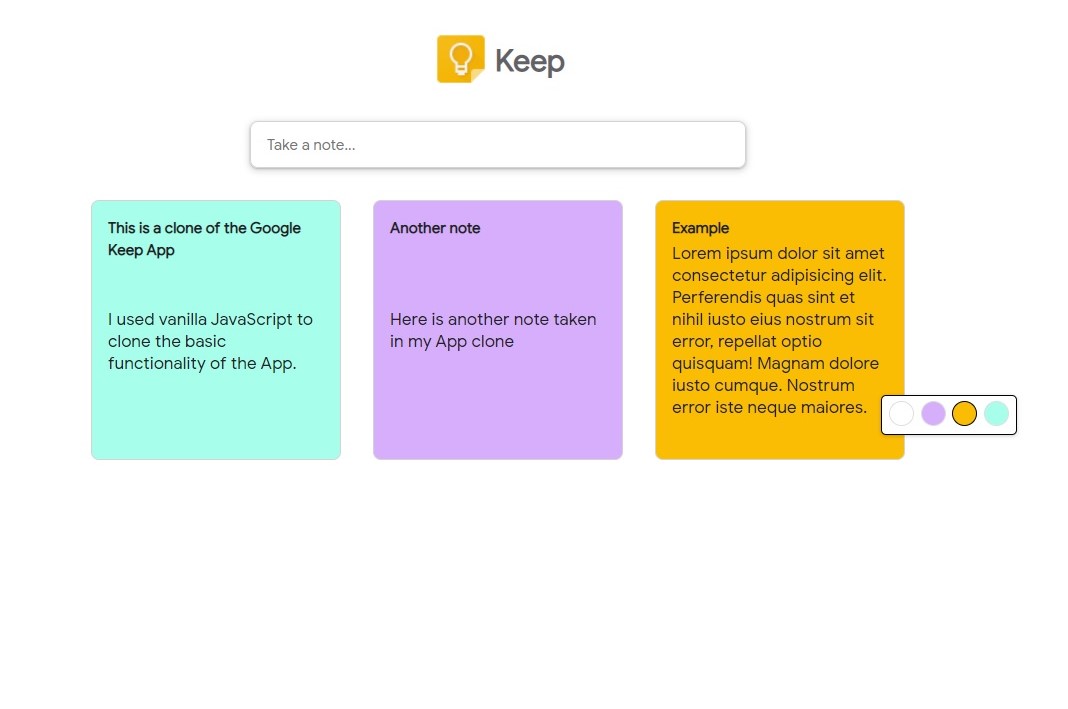 Keep
Take a note...
This is a clone of the Google
Keep App
I used vanilla JavaScript to
clone the basic
functionality of the App.
Another note
Here is another note taken
in my App clone
Example
Lorem ipsum dolor sit amet
consectetur adipisicing elit.
Perferendis quas sint et
nihil iusto eius nostrum sit
error, repellat optio
quisquam! Magnam dolore
iusto cumque. Nostrum
error iste neque maiores.